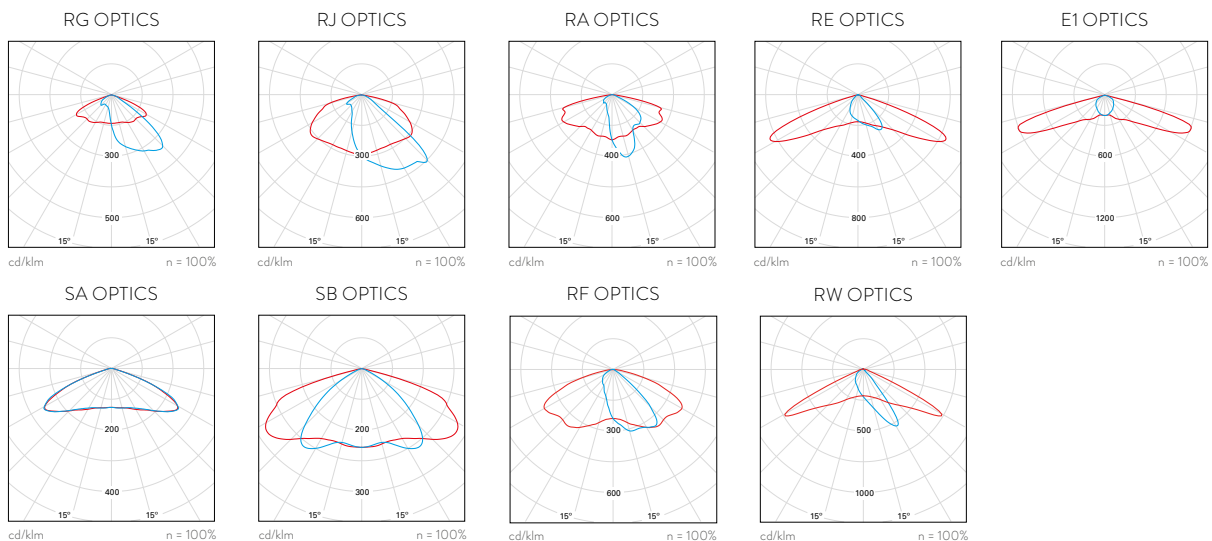 RG OPTICS
300
500
15° 15°
cd/klm n = 100%
RJ OPTICS
300
600
15° 15°
cd/klm n = 100%
RA OPTICS
400
600
15° 15°
cd/klm n = 100%
RE OPTICS
400
800
15° 15°
cd/klm n = 100%
E1 OPTICS
600
1200
15° 15°
cd/klm n = 100%
SA OPTICS
200
400
15° 15°
cd/klm n = 100%
SB OPTICS
200
300
15° 15°
cd/klm n = 100%
RF OPTICS
300
600
15° 15°
cd/klm n = 100%
RW OPTICS
500
1000
15° 15°
cd/klm n = 100%